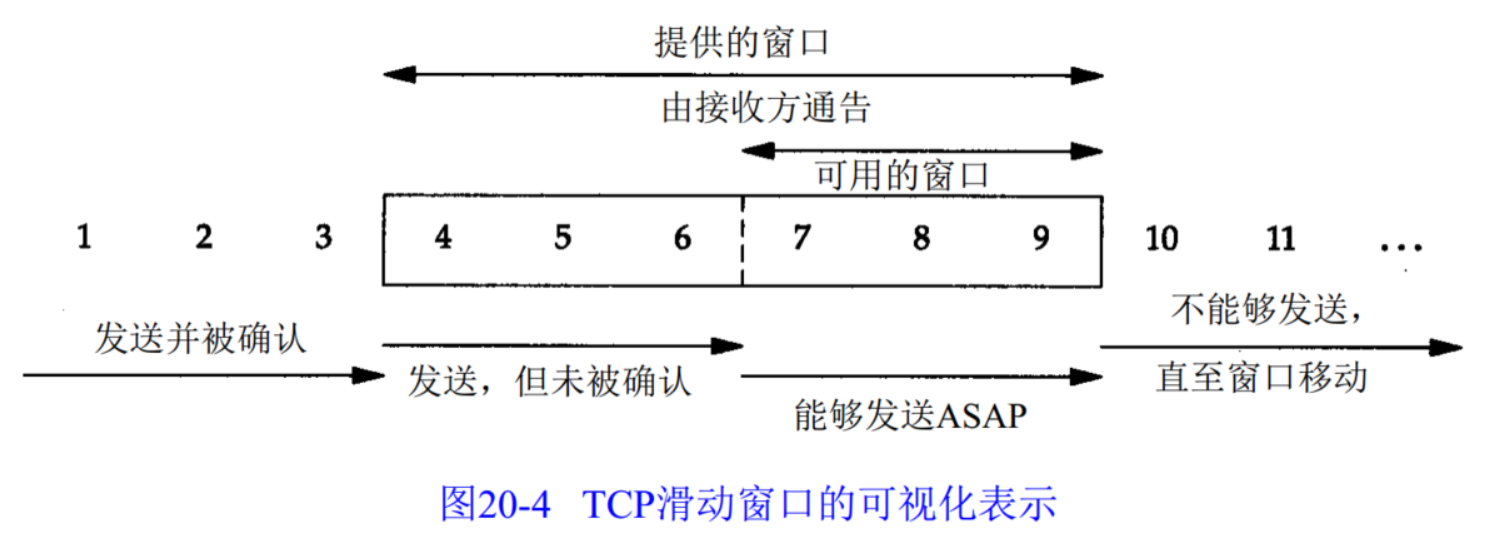 提供的窗口
由接收方通告
可用的窗口
1 2 3 4 5 6 7 8 9 10 11 ...
发送并被确认
发送，但未被确认
能够发送ASAP
不能够发送，
直至窗口移动
图20-4 TCP滑动窗口的可视化表示